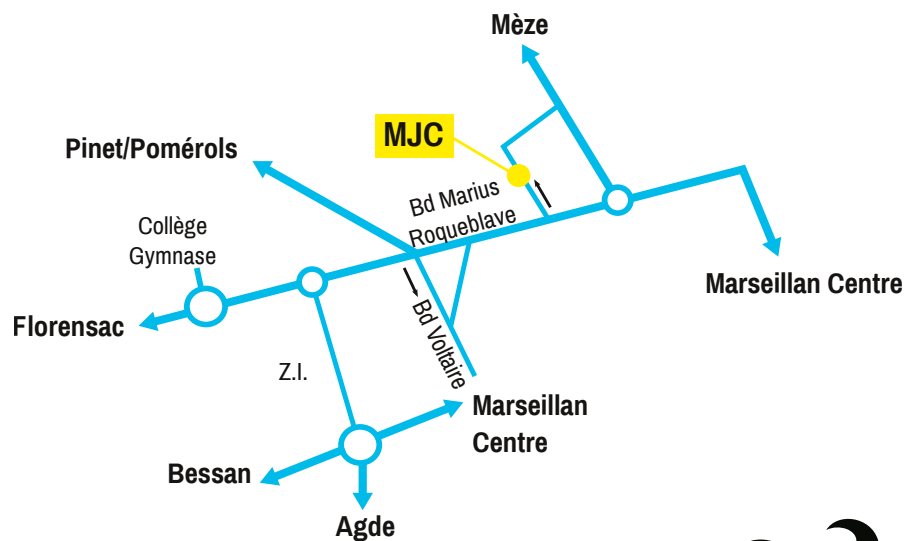 Mèze
MJC
Pinet/Pomérols
Bd Marius
Roqueblave
Collège
Gymnase
Marseillan Centre
Florensac
Bd Voltaire
Z.I.
Marseillan
Centre
Bessan
Agde